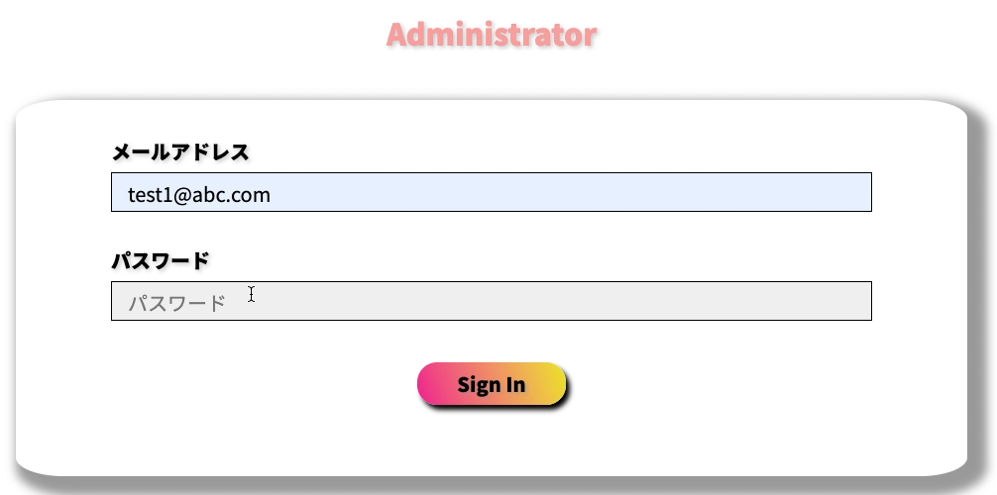 Administrator
メールアドレス
test1@abc.com
パスワード
パスワード
Sign In